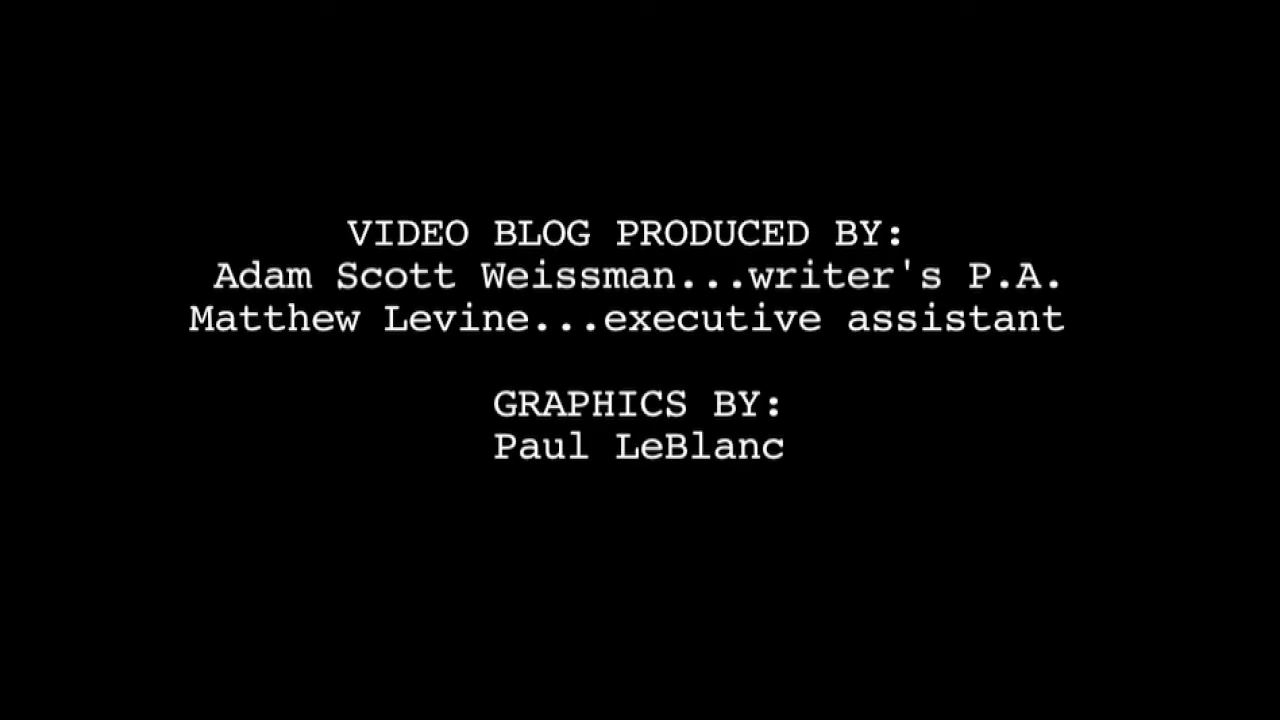 VIDEO BLOG PRODUCED BY:
Adam Scott Weissman...writer's P.A.
Matthew Levine...executive assistant
GRAPHICS BY:
Paul LeBlanc